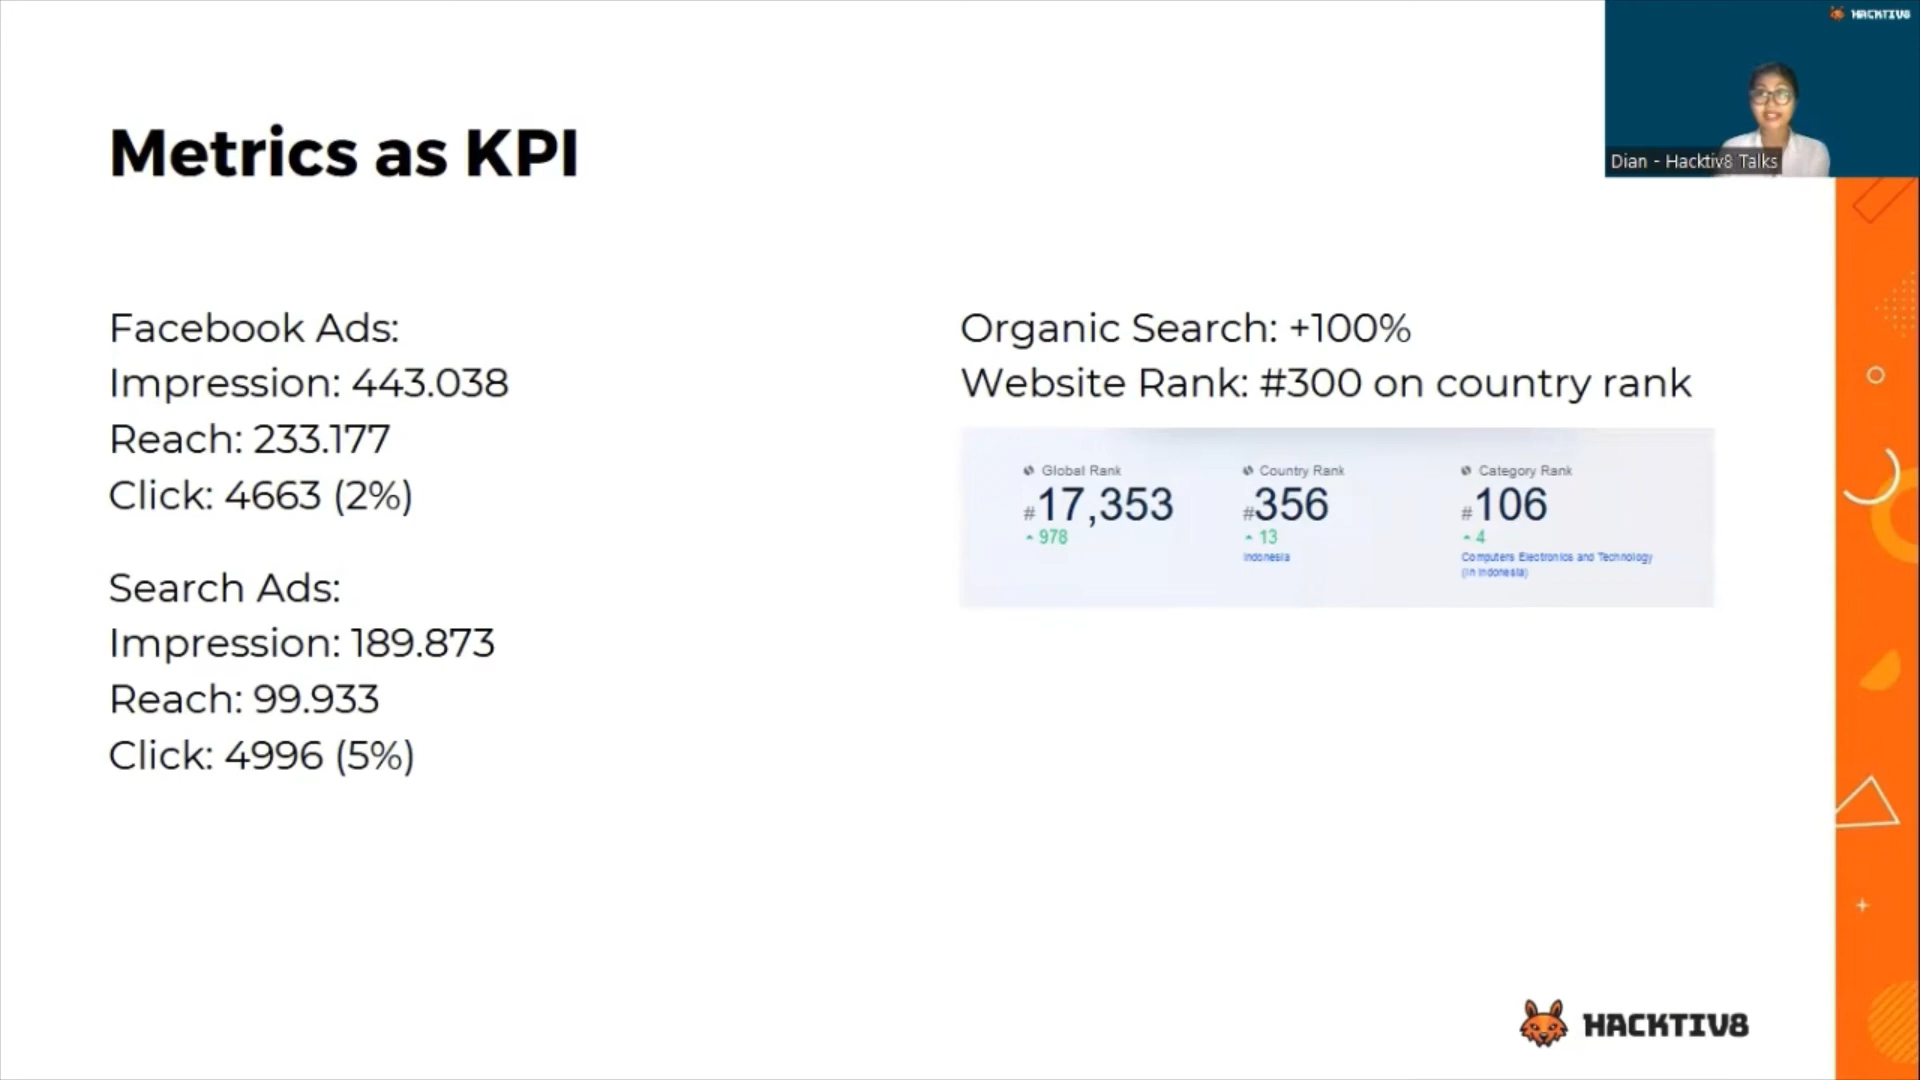 HACKTIV8
Dian - Hacktiv8 Talks
Metrics as KPI
Facebook Ads:
Impression: 443.038
Reach: 233.177
Click: 4663 (2%)
Search Ads:
Impression: 189.873
Reach: 99.933
Click: 4996 (5%)
Organic Search: +100%
Website Rank: #300 on country rank
Global Rank
#17,353
978
Country Rank
#356
13
Indonesia
Category Rank
#106
4
Computers Electronics and Technology
(In Indonesia)
HACKTIV8